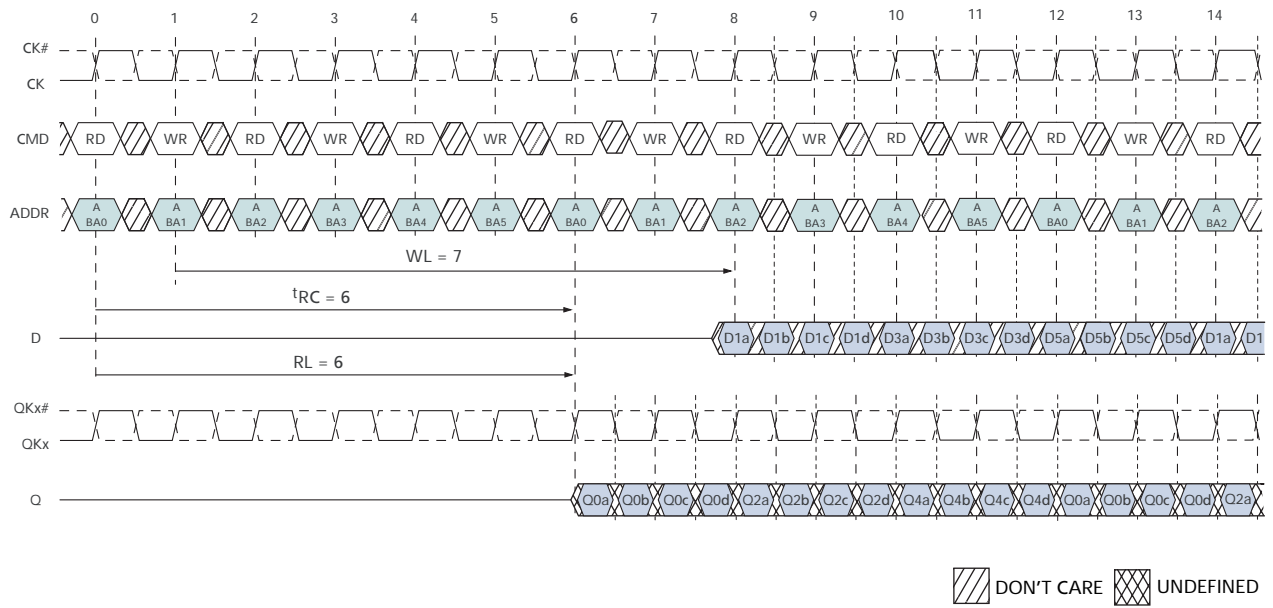 0 1 2 3 4 5 6 7 8 9 10 11 12 13 14
CK#
CK
CMD RD WR RD WR RD WR RD WR RD WR RD WR RD WR RD
ADDR A BA0 A BA1 A BA2 A BA3 A BA4 A BA5 A BA0 A BA1 A BA2 A BA3 A BA4 A BA5 A BA0 A BA1 A BA2
WL = 7
tRC = 6
D D1a D1b D1c D1d D3a D3b D3c D3d D5a D5b D5c D5d D1a D1
RL = 6
QKx#
QKx
Q Q0a Q0b Q0c Q0d Q2a Q2b Q2c Q2d Q4a Q4b Q4c Q4d Q0a Q0b Q0c Q0d Q2a
DON'T CARE UNDEFINED